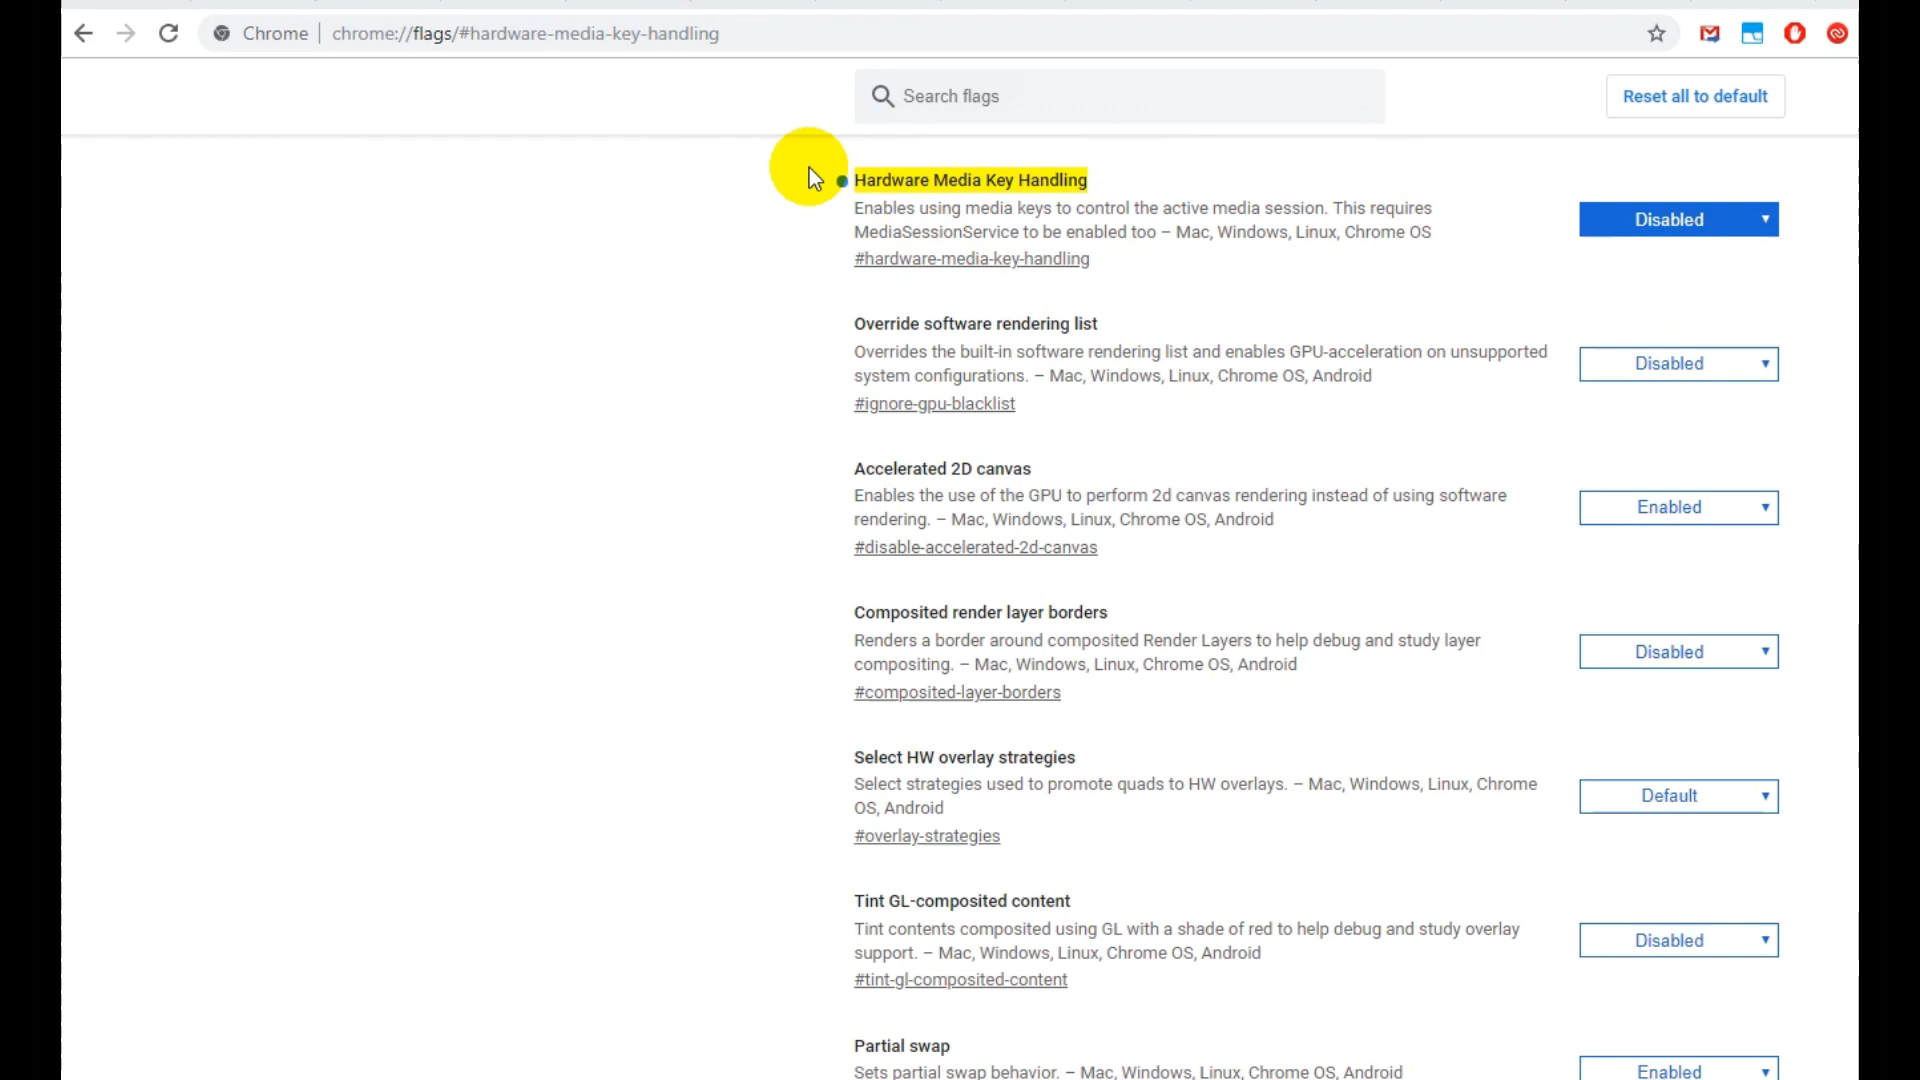 Chrome | chrome://flags/#hardware-media-key-handling
Search flags
Reset all to default
Hardware Media Key Handling
Enables using media keys to control the active media session. This requires
MediaSessionService to be enabled too – Mac, Windows, Linux, Chrome OS
#hardware-media-key-handling
Disabled
Override software rendering list
Overrides the built-in software rendering list and enables GPU-acceleration on unsupported
system configurations. – Mac, Windows, Linux, Chrome OS, Android
#ignore-gpu-blacklist
Disabled
Accelerated 2D canvas
Enables the use of the GPU to perform 2d canvas rendering instead of using software
rendering. – Mac, Windows, Linux, Chrome OS, Android
#disable-accelerated-2d-canvas
Enabled
Composited render layer borders
Renders a border around composited Render Layers to help debug and study layer
compositing. – Mac, Windows, Linux, Chrome OS, Android
#composited-layer-borders
Disabled
Select HW overlay strategies
Select strategies used to promote quads to HW overlays. – Mac, Windows, Linux, Chrome
OS, Android
#overlay-strategies
Default
Tint GL-composited content
Tint contents composited using GL with a shade of red to help debug and study overlay
support. – Mac, Windows, Linux, Chrome OS, Android
#tint-gl-composited-content
Disabled
Partial swap
Sets partial swap behavior. – Mac, Windows, Linux, Chrome OS, Android
Enabled